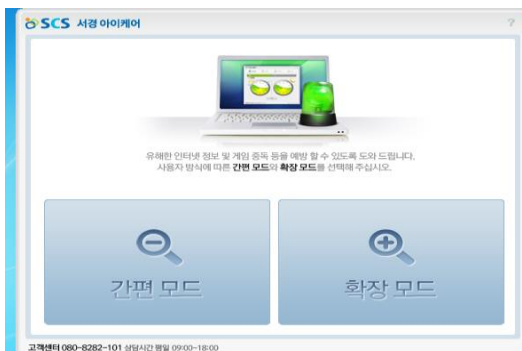 SCS 서경 아이케어
?
유해한 인터넷 정보 및 게임 중독 등을 예방 할 수 있도록 도와 드립니다.
사용자 방식에 따른 간편 모드와 확장 모드를 선택해 주십시오.
간편 모드
확장 모드
고객센터 080-8282-101 상담시간 평일 09:00~18:00